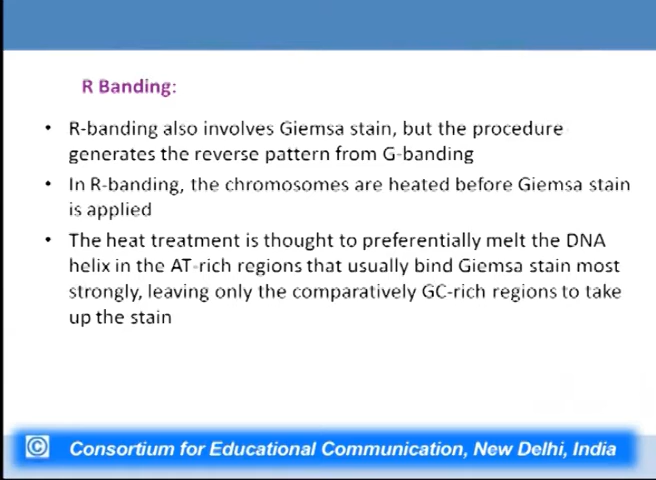 R Banding:
• R-banding also involves Giemsa stain, but the procedure
generates the reverse pattern from G-banding
• In R-banding, the chromosomes are heated before Giemsa stain
is applied
• The heat treatment is thought to preferentially melt the DNA
helix in the AT-rich regions that usually bind Giemsa stain most
strongly, leaving only the comparatively GC-rich regions to take
up the stain
© Consortium for Educational Communication, New Delhi, India